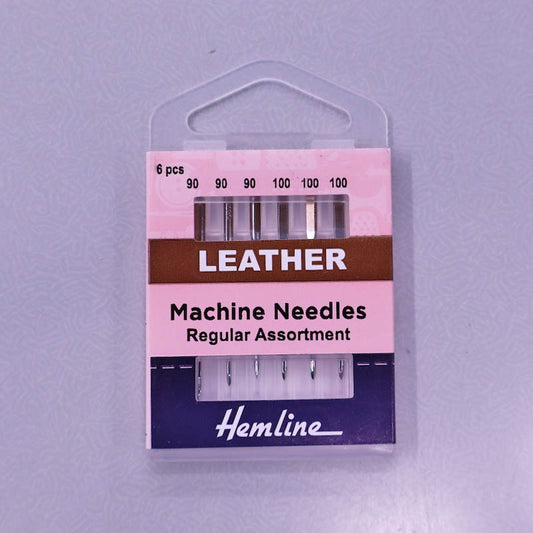 6 pcs
90 90 90 100 100 100
LEATHER
Machine Needles
Regular Assortment
Hemline